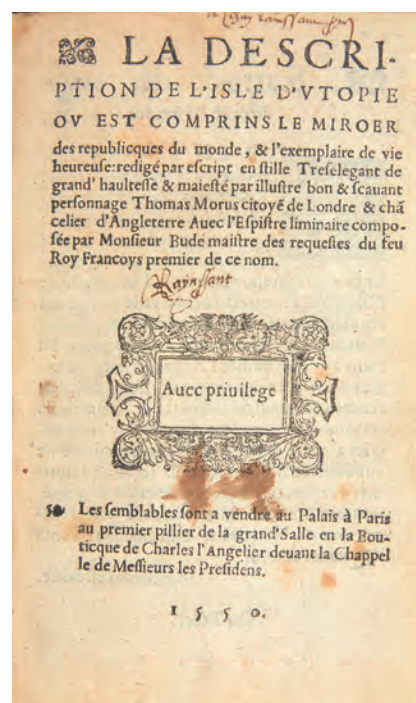 LA DESCRI-
PTION DE L'ISLE D'VTOPIE
OV EST COMPRINS LE MIROER
des republicques du monde, & l'exemplaire de vie
heureuse: redigé par escript en stille Treselegant de
grand' haultesse & maiesté par illustre bon & scauant
personnage Thomas Morus citoyẽ de Londre & chã
celier d'Angleterre Auec l'Espistre liminaire compo-
sée par Monsieur Budé maistre des requestes du feu
Roy Francoys premier de ce nom.
Raynssant
Auec priuilege
Les semblables sont a vendre au Palais à Paris
au premier pillier de la grand' Salle en la Bou-
ticque de Charles l'Angelier deuant la Chappel
le de Messieurs les Presidens.
1550.